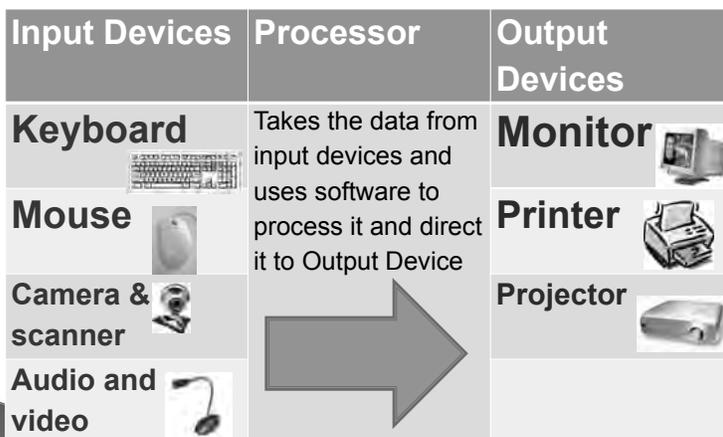 Input Devices
Processor
Output
Devices
Keyboard
Takes the data from
input devices and
uses software to
process it and direct
it to Output Device
Monitor
Mouse
Printer
Camera &
scanner
Projector
Audio and
video